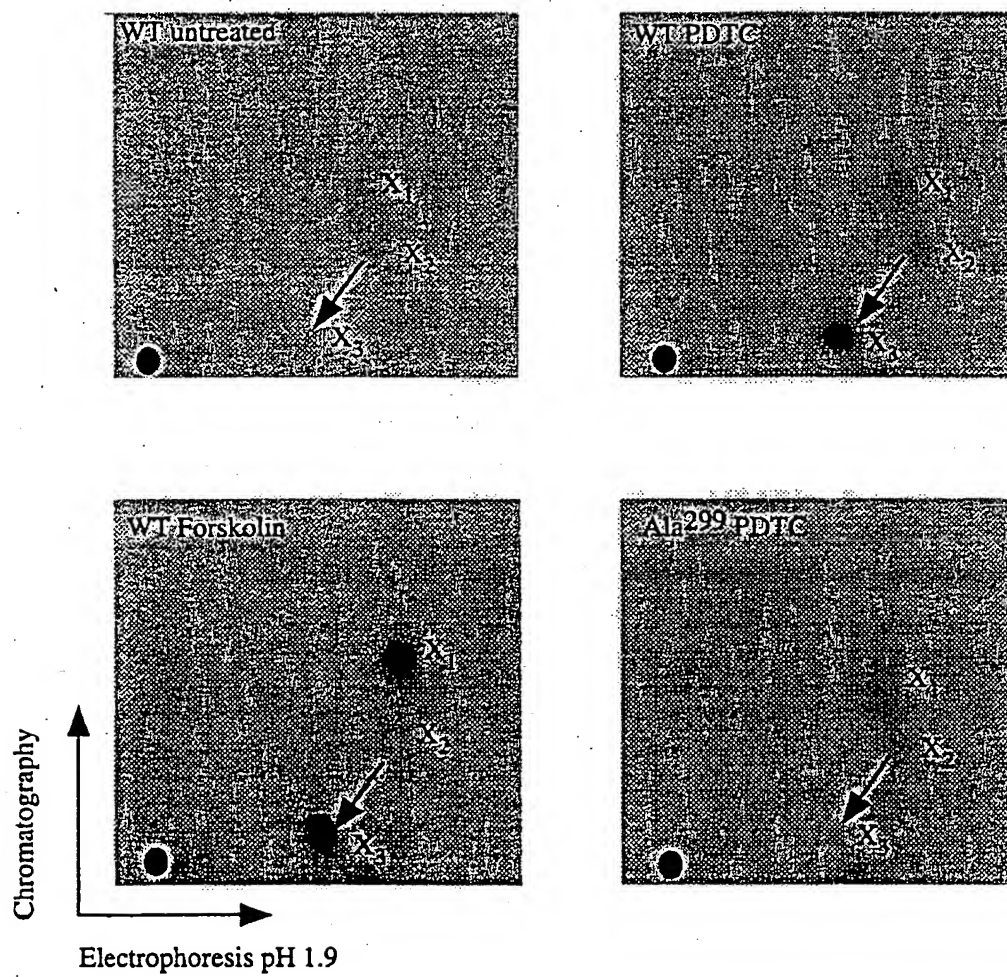 WT untreated
X1
X2
X3
WT PDTC
X1
X2
X3
WT Forskolin
X1
X2
X3
Ala299 PDTC
X1
X2
X3
Chromatography
Electrophoresis pH 1.9